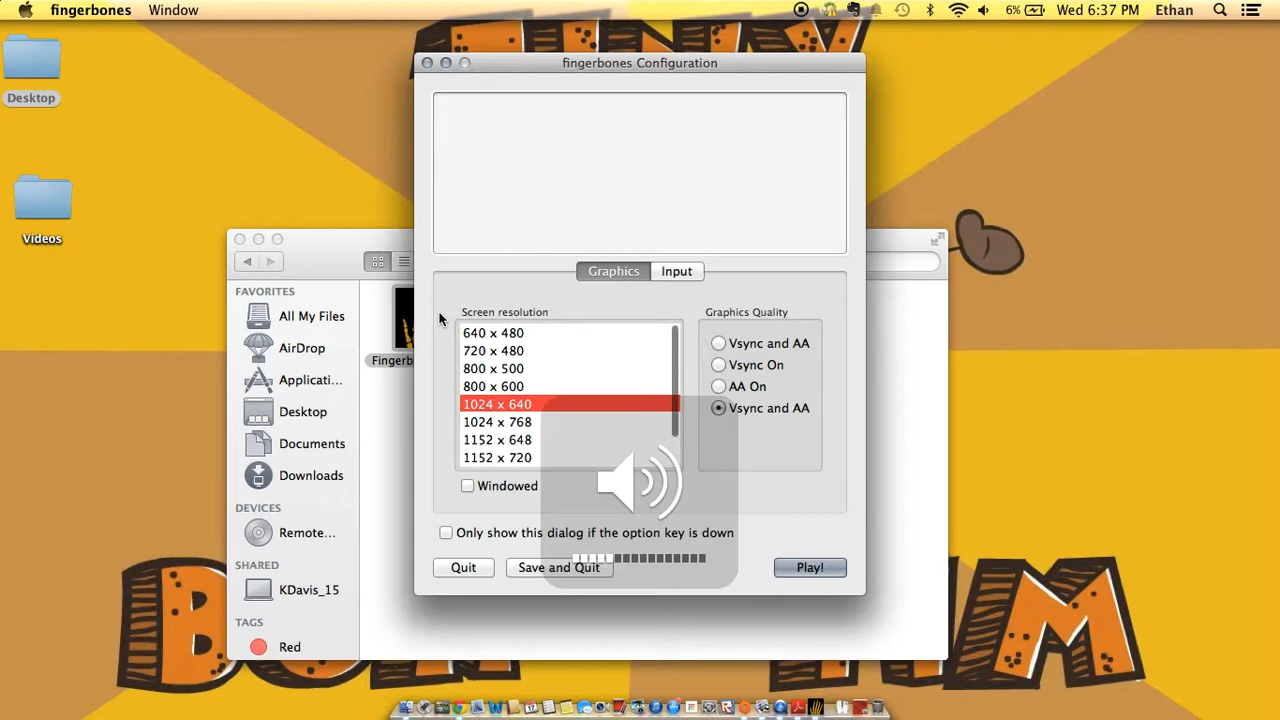 fingerbones Window 6% Wed 6:37 PM Ethan
Desktop
Videos
fingerbones Configuration
Graphics Input
Screen resolution
640 x 480
720 x 480
800 x 500
800 x 600
1024 x 640
1024 x 768
1152 x 648
1152 x 720
Windowed
Graphics Quality
Vsync and AA
Vsync On
AA On
Vsync and AA
Only show this dialog if the option key is down
Quit Save and Quit Play!
FAVORITES
All My Files
AirDrop
Applicati...
Desktop
Documents
Downloads
DEVICES
Remote...
SHARED
KDavis_15
TAGS
Red
Fingerb